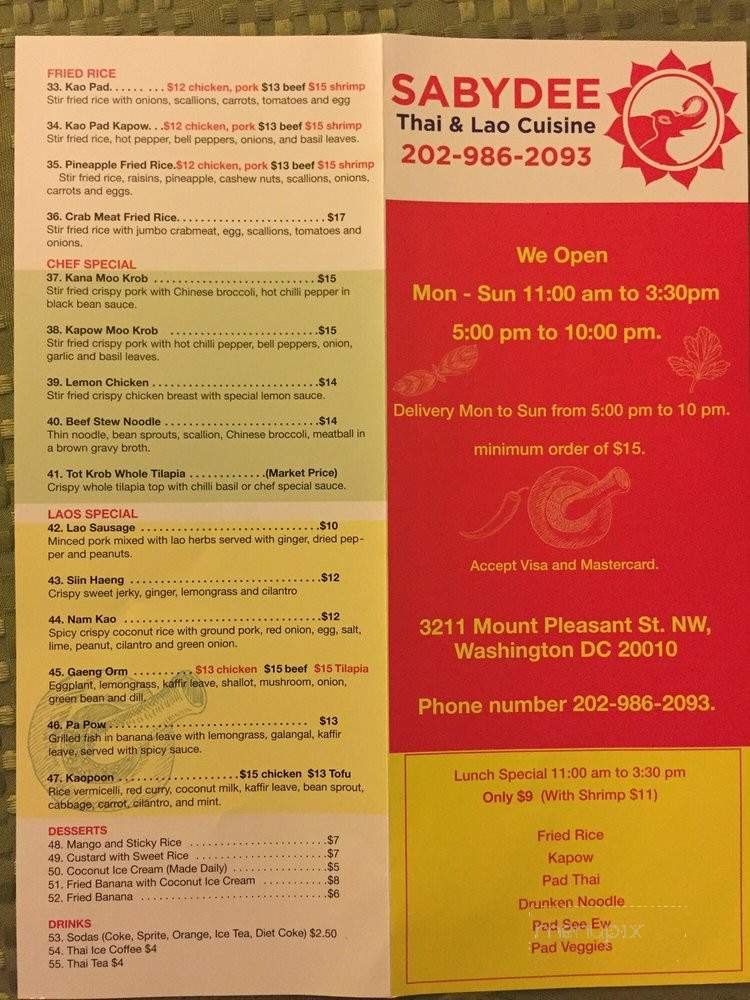 FRIED RICE
33. Kao Pad. . . . . . . . $12 chicken, pork $13 beef $15 shrimp
Stir fried rice with onions, scallions, carrots, tomatoes and egg
34. Kao Pad Kapow. . .$12 chicken, pork $13 beef $15 shrimp
Stir fried rice, hot pepper, bell peppers, onions, and basil leaves.
35. Pineapple Fried Rice.$12 chicken, pork $13 beef $15 shrimp
Stir fried rice, raisins, pineapple, cashew nuts, scallions, onions,
carrots and eggs.
36. Crab Meat Fried Rice. . . . . . . . . . . . . . . . . . . . . . . $17
Stir fried rice with jumbo crabmeat, egg, scallions, tomatoes and
onions.
CHEF SPECIAL
37. Kana Moo Krob . . . . . . . . . . . . . . . . . . . . . . . . . $15
Stir fried crispy pork with Chinese broccoli, hot chilli pepper in
black bean sauce.
38. Kapow Moo Krob . . . . . . . . . . . . . . . . . . . . . . .$15
Stir fried crispy pork with hot chilli pepper, bell peppers, onion,
garlic and basil leaves.
39. Lemon Chicken . . . . . . . . . . . . . . . . . . . . . . . . . .$14
Stir fried crispy chicken breast with special lemon sauce.
40. Beef Stew Noodle . . . . . . . . . . . . . . . . . . . . . . . .$14
Thin noodle, bean sprouts, scallion, Chinese broccoli, meatball in
a brown gravy broth.
41. Tot Krob Whole Tilapia . . . . . . . . . . . . .(Market Price)
Crispy whole tilapia top with chilli basil or chef special sauce.
LAOS SPECIAL
42. Lao Sausage . . . . . . . . . . . . . . . . . . . . . . . . . . . .$10
Minced pork mixed with lao herbs served with ginger, dried pep-
per and peanuts.
43. Siin Haeng . . . . . . . . . . . . . . . . . . . . . . . . . . . . . .$12
Crispy sweet jerky, ginger, lemongrass and cilantro
44. Nam Kao . . . . . . . . . . . . . . . . . . . . . . . . . . . . . . .$12
Spicy crispy coconut rice with ground pork, red onion, egg, salt,
lime, peanut, cilantro and green onion.
45. Gaeng Orm . . . . . . . . . $13 chicken $15 beef $15 Tilapia
Eggplant, lemongrass, kaffir leave, shallot, mushroom, onion,
green bean and dill.
46. Pa Pow . . . . . . . . . . . . . . . . . . . . . . . . . . . . . . . $13
Grilled fish in banana leave with lemongrass, galangal, kaffir
leave, served with spicy sauce.
47. Kaopoon . . . . . . . . . . . . . . . . . . .$15 chicken $13 Tofu
Rice vermicelli, red curry, coconut milk, kaffir leave, bean sprout,
cabbage, carrot, cilantro, and mint.
DESSERTS
48. Mango and Sticky Rice . . . . . . . . . . . . . . . . . . . . . .$7
49. Custard with Sweet Rice . . . . . . . . . . . . . . . . . . . . .$7
50. Coconut Ice Cream (Made Daily) . . . . . . . . . . . . . . .$5
51. Fried Banana with Coconut Ice Cream . . . . . . . . . . .$8
52. Fried Banana . . . . . . . . . . . . . . . . . . . . . . . . . . . . .$6
DRINKS
53. Sodas (Coke, Sprite, Orange, Ice Tea, Diet Coke) $2.50
54. Thai Ice Coffee $4
55. Thai Tea $4
SABYDEE
Thai & Lao Cuisine
202-986-2093
We Open
Mon - Sun 11:00 am to 3:30pm
5:00 pm to 10:00 pm.
Delivery Mon to Sun from 5:00 pm to 10 pm.
minimum order of $15.
Accept Visa and Mastercard.
3211 Mount Pleasant St. NW,
Washington DC 20010
Phone number 202-986-2093.
Lunch Special 11:00 am to 3:30 pm
Only $9 (With Shrimp $11)
Fried Rice
Kapow
Pad Thai
Drunken Noodle
Pad See Ew
Pad Veggies
menupix